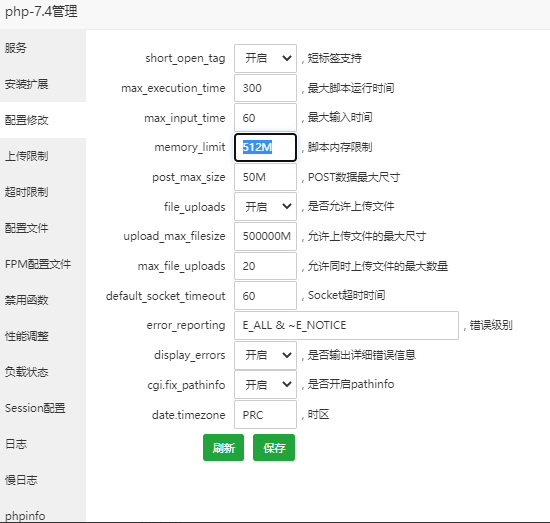 php-7.4管理
服务
安装扩展
配置修改
上传限制
超时限制
配置文件
FPM配置文件
禁用函数
性能调整
负载状态
Session配置
日志
慢日志
phpinfo
short_open_tag 开启 , 短标签支持
max_execution_time 300 , 最大脚本运行时间
max_input_time 60 , 最大输入时间
memory_limit 512M , 脚本内存限制
post_max_size 50M , POST数据最大尺寸
file_uploads 开启 , 是否允许上传文件
upload_max_filesize 500000M , 允许上传文件的最大尺寸
max_file_uploads 20 , 允许同时上传文件的最大数量
default_socket_timeout 60 , Socket超时时间
error_reporting E_ALL & ~E_NOTICE , 错误级别
display_errors 开启 , 是否输出详细错误信息
cgi.fix_pathinfo 开启 , 是否开启pathinfo
date.timezone PRC , 时区
刷新 保存